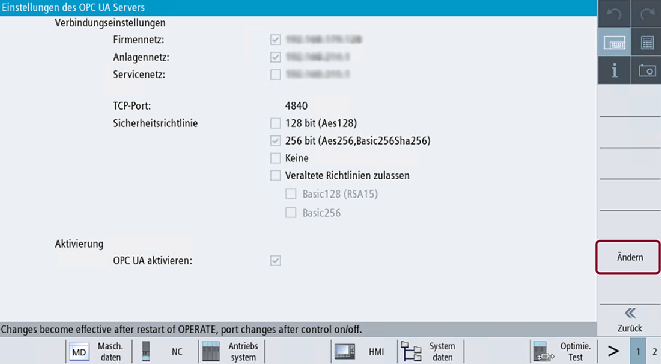 Einstellungen des OPC UA Servers
Verbindungseinstellungen
Firmennetz:
Anlagennetz:
Servicenetz:
TCP-Port: 4840
Sicherheitsrichtlinie 128 bit (Aes128)
256 bit (Aes256,Basic256Sha256)
Keine
Veraltete Richtlinien zulassen
Basic128 (RSA15)
Basic256
Aktivierung
OPC UA aktivieren:
Ändern
Zurück
Changes become effective after restart of OPERATE, port changes after control on/off.
MD Masch. daten
NC
Antriebs system
HMI
System daten
Optimie. Test
> 1 2